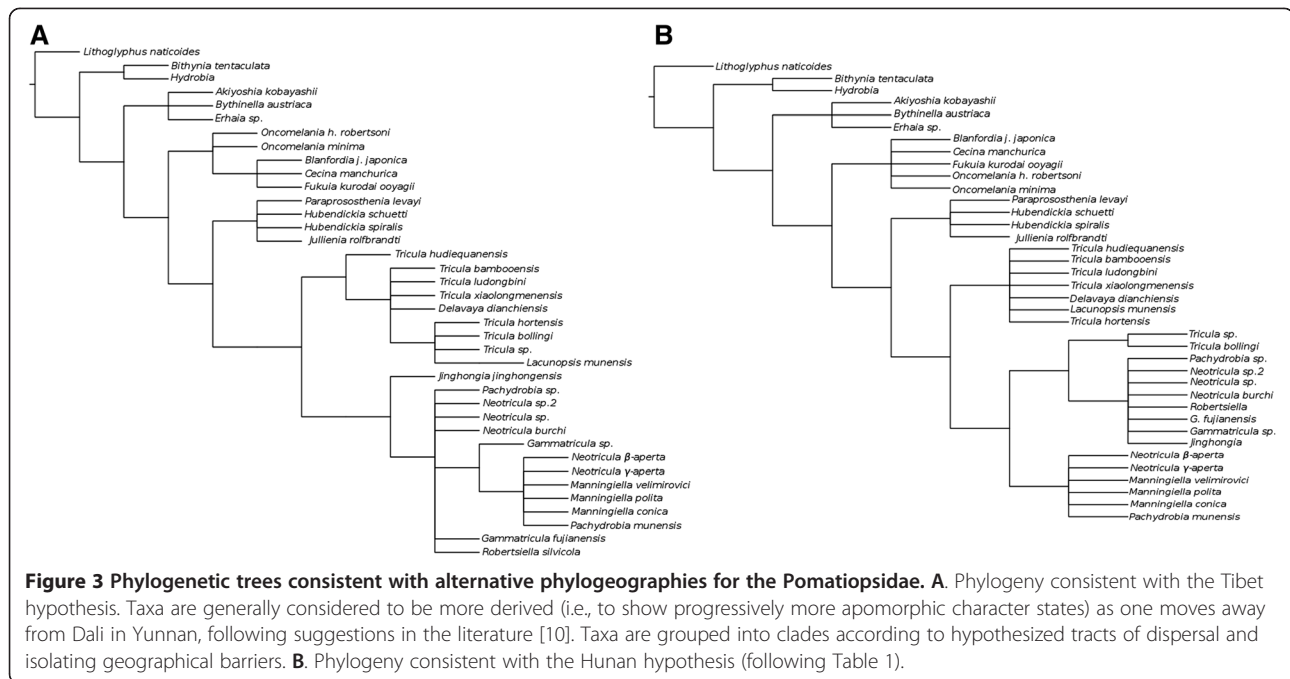 A
Lithoglyphus naticoides
Bithynia tentaculata
Hydrobia
Akiyoshia kobayashii
Bythinella austriaca
Erhaia sp.
Oncomelania h. robertsoni
Oncomelania minima
Blanfordia j. japonica
Cecina manchurica
Fukuia kurodai ooyagii
Paraprososthenia levayi
Hubendickia schuetti
Hubendickia spiralis
Jullienia rolfbrandti
Tricula hudiequanensis
Tricula bambooensis
Tricula ludongbini
Tricula xiaolongmenensis
Delavaya dianchiensis
Tricula hortensis
Tricula bollingi
Tricula sp.
Lacunopsis munensis
Jinghongia jinghongensis
Pachydrobia sp.
Neotricula sp.2
Neotricula sp.
Neotricula burchi
Gammatricula sp.
Neotricula β-aperta
Neotricula γ-aperta
Manningiella velimirovici
Manningiella polita
Manningiella conica
Pachydrobia munensis
Gammatricula fujianensis
Robertsiella silvicola
B
Lithoglyphus naticoides
Bithynia tentaculata
Hydrobia
Akiyoshia kobayashii
Bythinella austriaca
Erhaia sp.
Blanfordia j. japonica
Cecina manchurica
Fukuia kurodai ooyagii
Oncomelania h. robertsoni
Oncomelania minima
Paraprososthenia levayi
Hubendickia schuetti
Hubendickia spiralis
Jullienia rolfbrandti
Tricula hudiequanensis
Tricula bambooensis
Tricula ludongbini
Tricula xiaolongmenensis
Delavaya dianchiensis
Lacunopsis munensis
Tricula hortensis
Tricula sp.
Tricula bollingi
Pachydrobia sp.
Neotricula sp.2
Neotricula sp.
Neotricula burchi
Robertsiella
G. fujianensis
Gammatricula sp.
Jinghongia
Neotricula β-aperta
Neotricula γ-aperta
Manningiella velimirovici
Manningiella polita
Manningiella conica
Pachydrobia munensis
Figure 3 Phylogenetic trees consistent with alternative phylogeographies for the Pomatiopsidae. A. Phylogeny consistent with the Tibet
hypothesis. Taxa are generally considered to be more derived (i.e., to show progressively more apomorphic character states) as one moves away
from Dali in Yunnan, following suggestions in the literature [10]. Taxa are grouped into clades according to hypothesized tracts of dispersal and
isolating geographical barriers. B. Phylogeny consistent with the Hunan hypothesis (following Table 1).